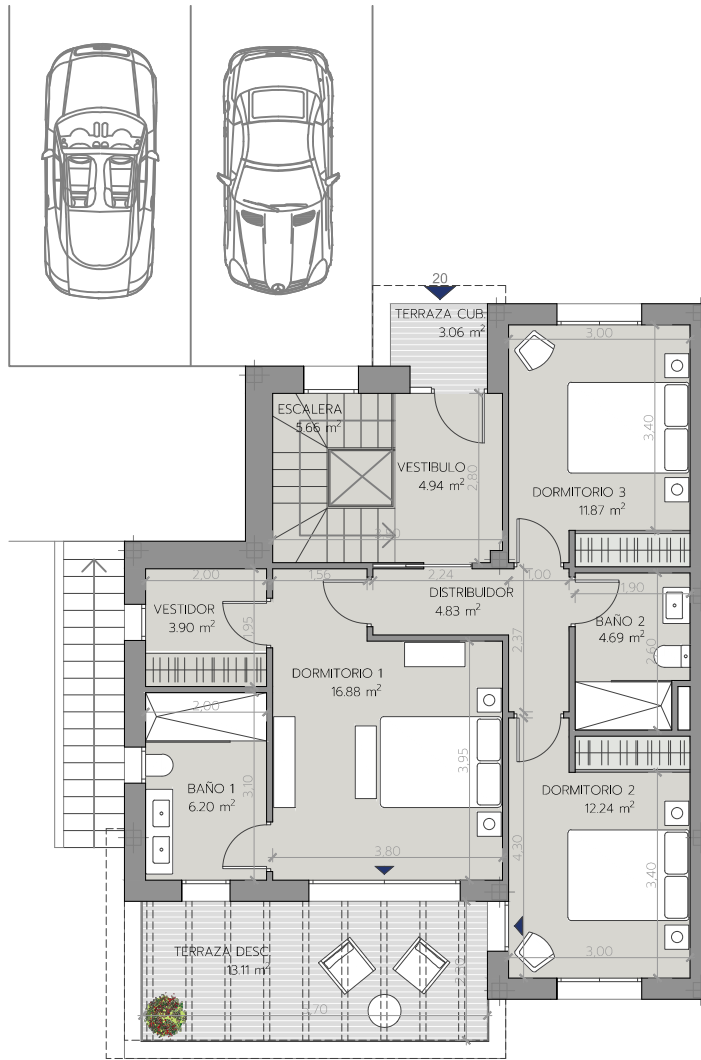 20
TERRAZA CUB.
3.06 m²
3,00
ESCALERA
5.66 m²
3,40
VESTIBULO
4.94 m²
2,80
DORMITORIO 3
11.87 m²
2,00
1,56
2,24
1,00
1,90
DISTRIBUIDOR
4.83 m²
VESTIDOR
3.90 m²
1,95
BAÑO 2
4.69 m²
2,37
2,60
DORMITORIO 1
16.88 m²
2,00
3,95
BAÑO 1
6.20 m²
3,10
DORMITORIO 2
12.24 m²
3,80
4,30
3,40
TERRAZA DESC.
13.11 m²
3,00